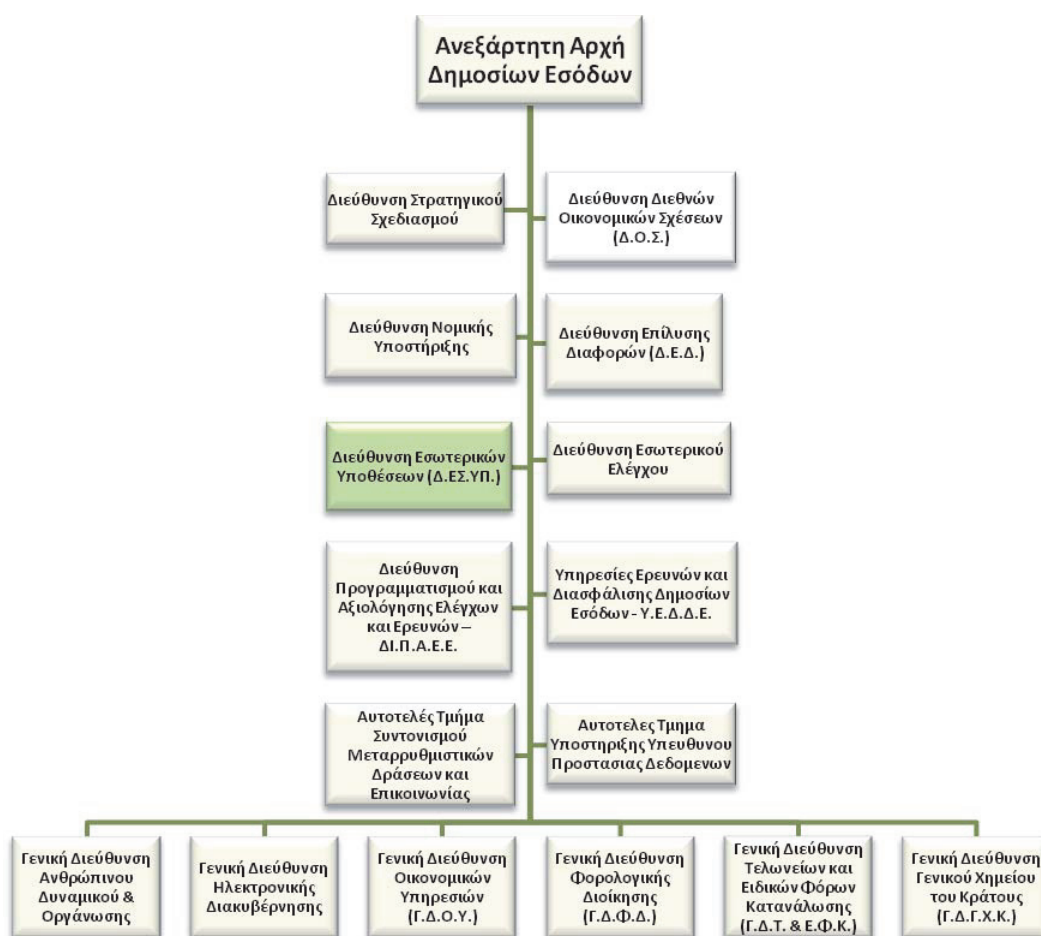 Ανεξάρτητη Αρχή
Δημοσίων Εσόδων
Διεύθυνση Στρατηγικού
Σχεδιασμού
Διεύθυνση Διεθνών
Οικονομικών Σχέσεων
(Δ.Ο.Σ.)
Διεύθυνση Νομικής
Υποστήριξης
Διεύθυνση Επίλυσης
Διαφορών (Δ.Ε.Δ.)
Διεύθυνση Εσωτερικών
Υποθέσεων (Δ.ΕΣ.ΥΠ.)
Διεύθυνση Εσωτερικού
Ελέγχου
Διεύθυνση
Προγραμματισμού και
Αξιολόγησης Ελέγχων
και Ερευνών –
ΔΙ.Π.Α.Ε.Ε.
Υπηρεσίες Ερευνών και
Διασφάλισης Δημοσίων
Εσόδων - Υ.Ε.Δ.Δ.Ε.
Αυτοτελές Τμήμα
Συντονισμού
Μεταρρυθμιστικών
Δράσεων και
Επικοινωνίας
Αυτοτελες Τμημα
Υποστηριξης Υπευθυνου
Προστασιας Δεδομενων
Γενική Διεύθυνση
Ανθρώπινου
Δυναμικού &
Οργάνωσης
Γενική Διεύθυνση
Ηλεκτρονικής
Διακυβέρνησης
Γενική Διεύθυνση
Οικονομικών
Υπηρεσιών
(Γ.Δ.Ο.Υ.)
Γενική Διεύθυνση
Φορολογικής
Διοίκησης
(Γ.Δ.Φ.Δ.)
Γενική Διεύθυνση
Τελωνείων και
Ειδικών Φόρων
Κατανάλωσης
(Γ.Δ.Τ. & Ε.Φ.Κ.)
Γενική Διεύθυνση
Γενικού Χημείου
του Κράτους
(Γ.Δ.Γ.Χ.Κ.)